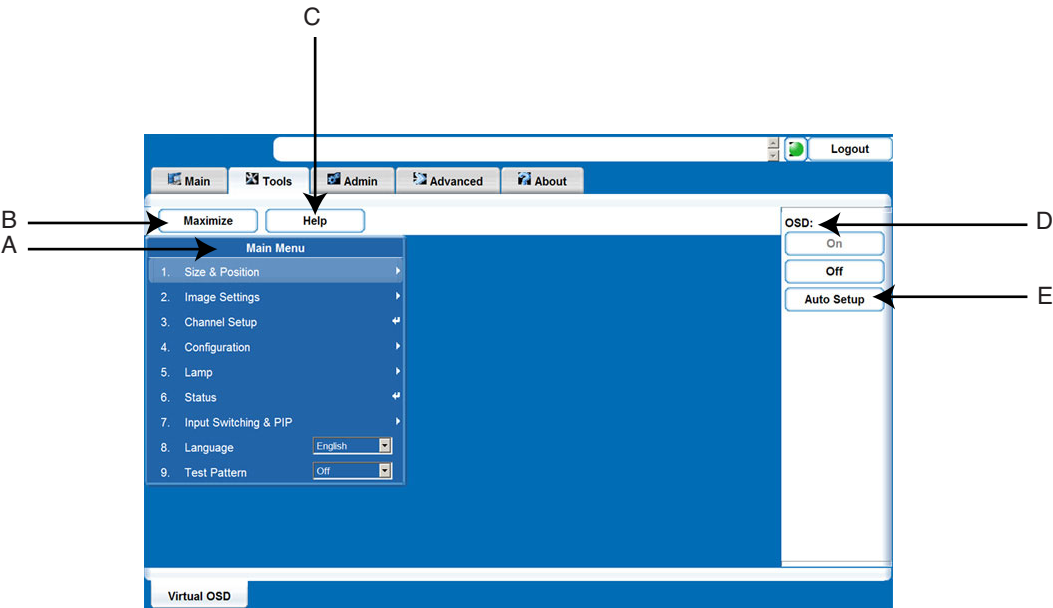 C
Logout
Main Tools Admin Advanced About
B
Maximize Help
OSD:
D
A
Main Menu
On
1. Size & Position
Off
2. Image Settings
Auto Setup
E
3. Channel Setup
4. Configuration
5. Lamp
6. Status
7. Input Switching & PIP
8. Language English
9. Test Pattern Off
Virtual OSD